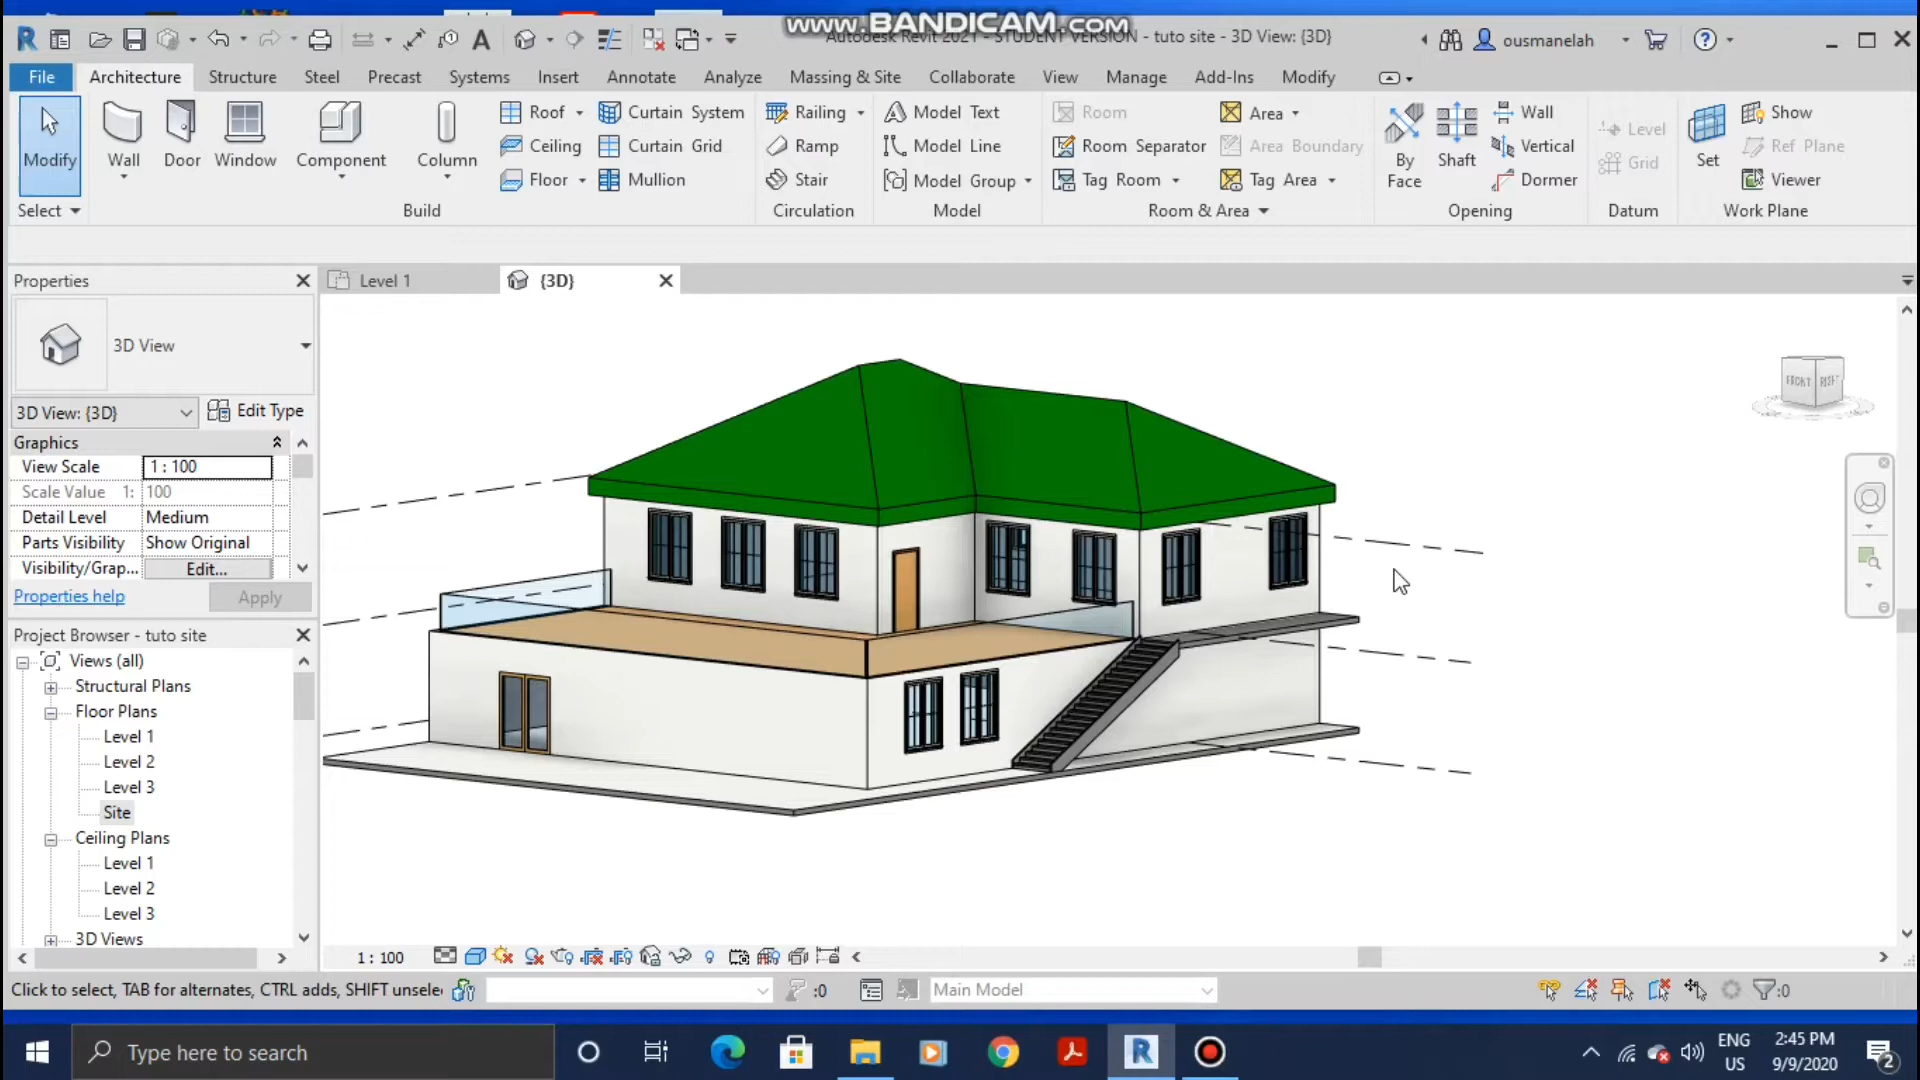 www.BANDICAM.com
Autodesk Revit 2021 - STUDENT VERSION - tuto site - 3D View: {3D}
ousmanelah
File Architecture Structure Steel Precast Systems Insert Annotate Analyze Massing & Site Collaborate View Manage Add-Ins Modify
Modify Wall Door Window Component Column
Roof Curtain System Railing Model Text Room Area Wall Show
Ceiling Curtain Grid Ramp Model Line Room Separator Area Boundary Vertical Level Ref Plane
Floor Mullion Stair Model Group Tag Room Tag Area Dormer Grid Viewer
By Face Shaft Set
Select Build Circulation Model Room & Area Opening Datum Work Plane
Properties
Level 1 {3D}
3D View
3D View: {3D} Edit Type
Graphics
View Scale 1 : 100
Scale Value 1: 100
Detail Level Medium
Parts Visibility Show Original
Visibility/Grap... Edit...
Properties help Apply
Project Browser - tuto site
Views (all)
Structural Plans
Floor Plans
Level 1
Level 2
Level 3
Site
Ceiling Plans
Level 1
Level 2
Level 3
3D Views
FRONT RIGHT
1 : 100
Click to select, TAB for alternates, CTRL adds, SHIFT unselec
:0 Main Model :0
Type here to search
ENG
US
2:45 PM
9/9/2020
2